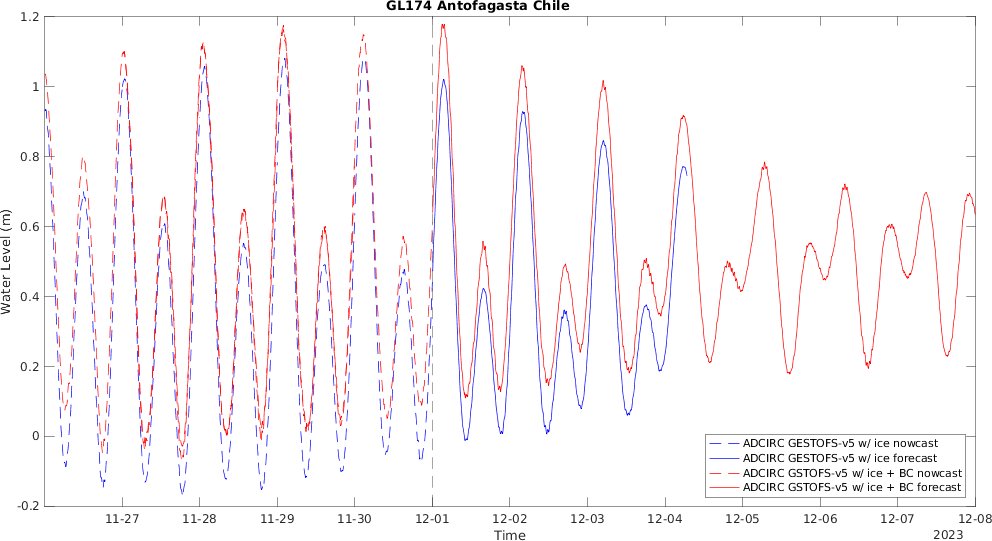 GL174 Antofagasta Chile
1.2
1
0.8
0.6
0.4
0.2
0
-0.2
Water Level (m)
ADCIRC GESTOFS-v5 w/ ice nowcast
ADCIRC GESTOFS-v5 w/ ice forecast
ADCIRC GSTOFS-v5 w/ ice + BC nowcast
ADCIRC GSTOFS-v5 w/ ice + BC forecast
11-27 11-28 11-29 11-30 12-01 12-02 12-03 12-04 12-05 12-06 12-07 12-08
Time
2023